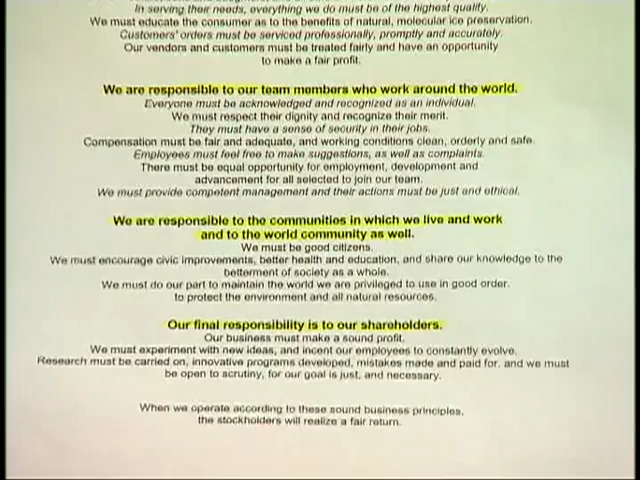 In serving their needs, everything we do must be of the highest quality.
We must educate the consumer as to the benefits of natural, molecular ice preservation.
Customers' orders must be serviced professionally, promptly and accurately.
Our vendors and customers must be treated fairly and have an opportunity
to make a fair profit.
We are responsible to our team members who work around the world.
Everyone must be acknowledged and recognized as an individual.
We must respect their dignity and recognize their merit.
They must have a sense of security in their jobs.
Compensation must be fair and adequate, and working conditions clean, orderly and safe.
Employees must feel free to make suggestions, as well as complaints.
There must be equal opportunity for employment, development and
advancement for all selected to join our team.
We must provide competent management and their actions must be just and ethical.
We are responsible to the communities in which we live and work
and to the world community as well.
We must be good citizens.
We must encourage civic improvements, better health and education, and share our knowledge to the
betterment of society as a whole.
We must do our part to maintain the world we are privileged to use in good order,
to protect the environment and all natural resources.
Our final responsibility is to our shareholders.
Our business must make a sound profit.
We must experiment with new ideas, and incent our employees to constantly evolve.
Research must be carried on, innovative programs developed, mistakes made and paid for, and we must
be open to scrutiny, for our goal is just, and necessary.
When we operate according to these sound business principles,
the stockholders will realize a fair return.